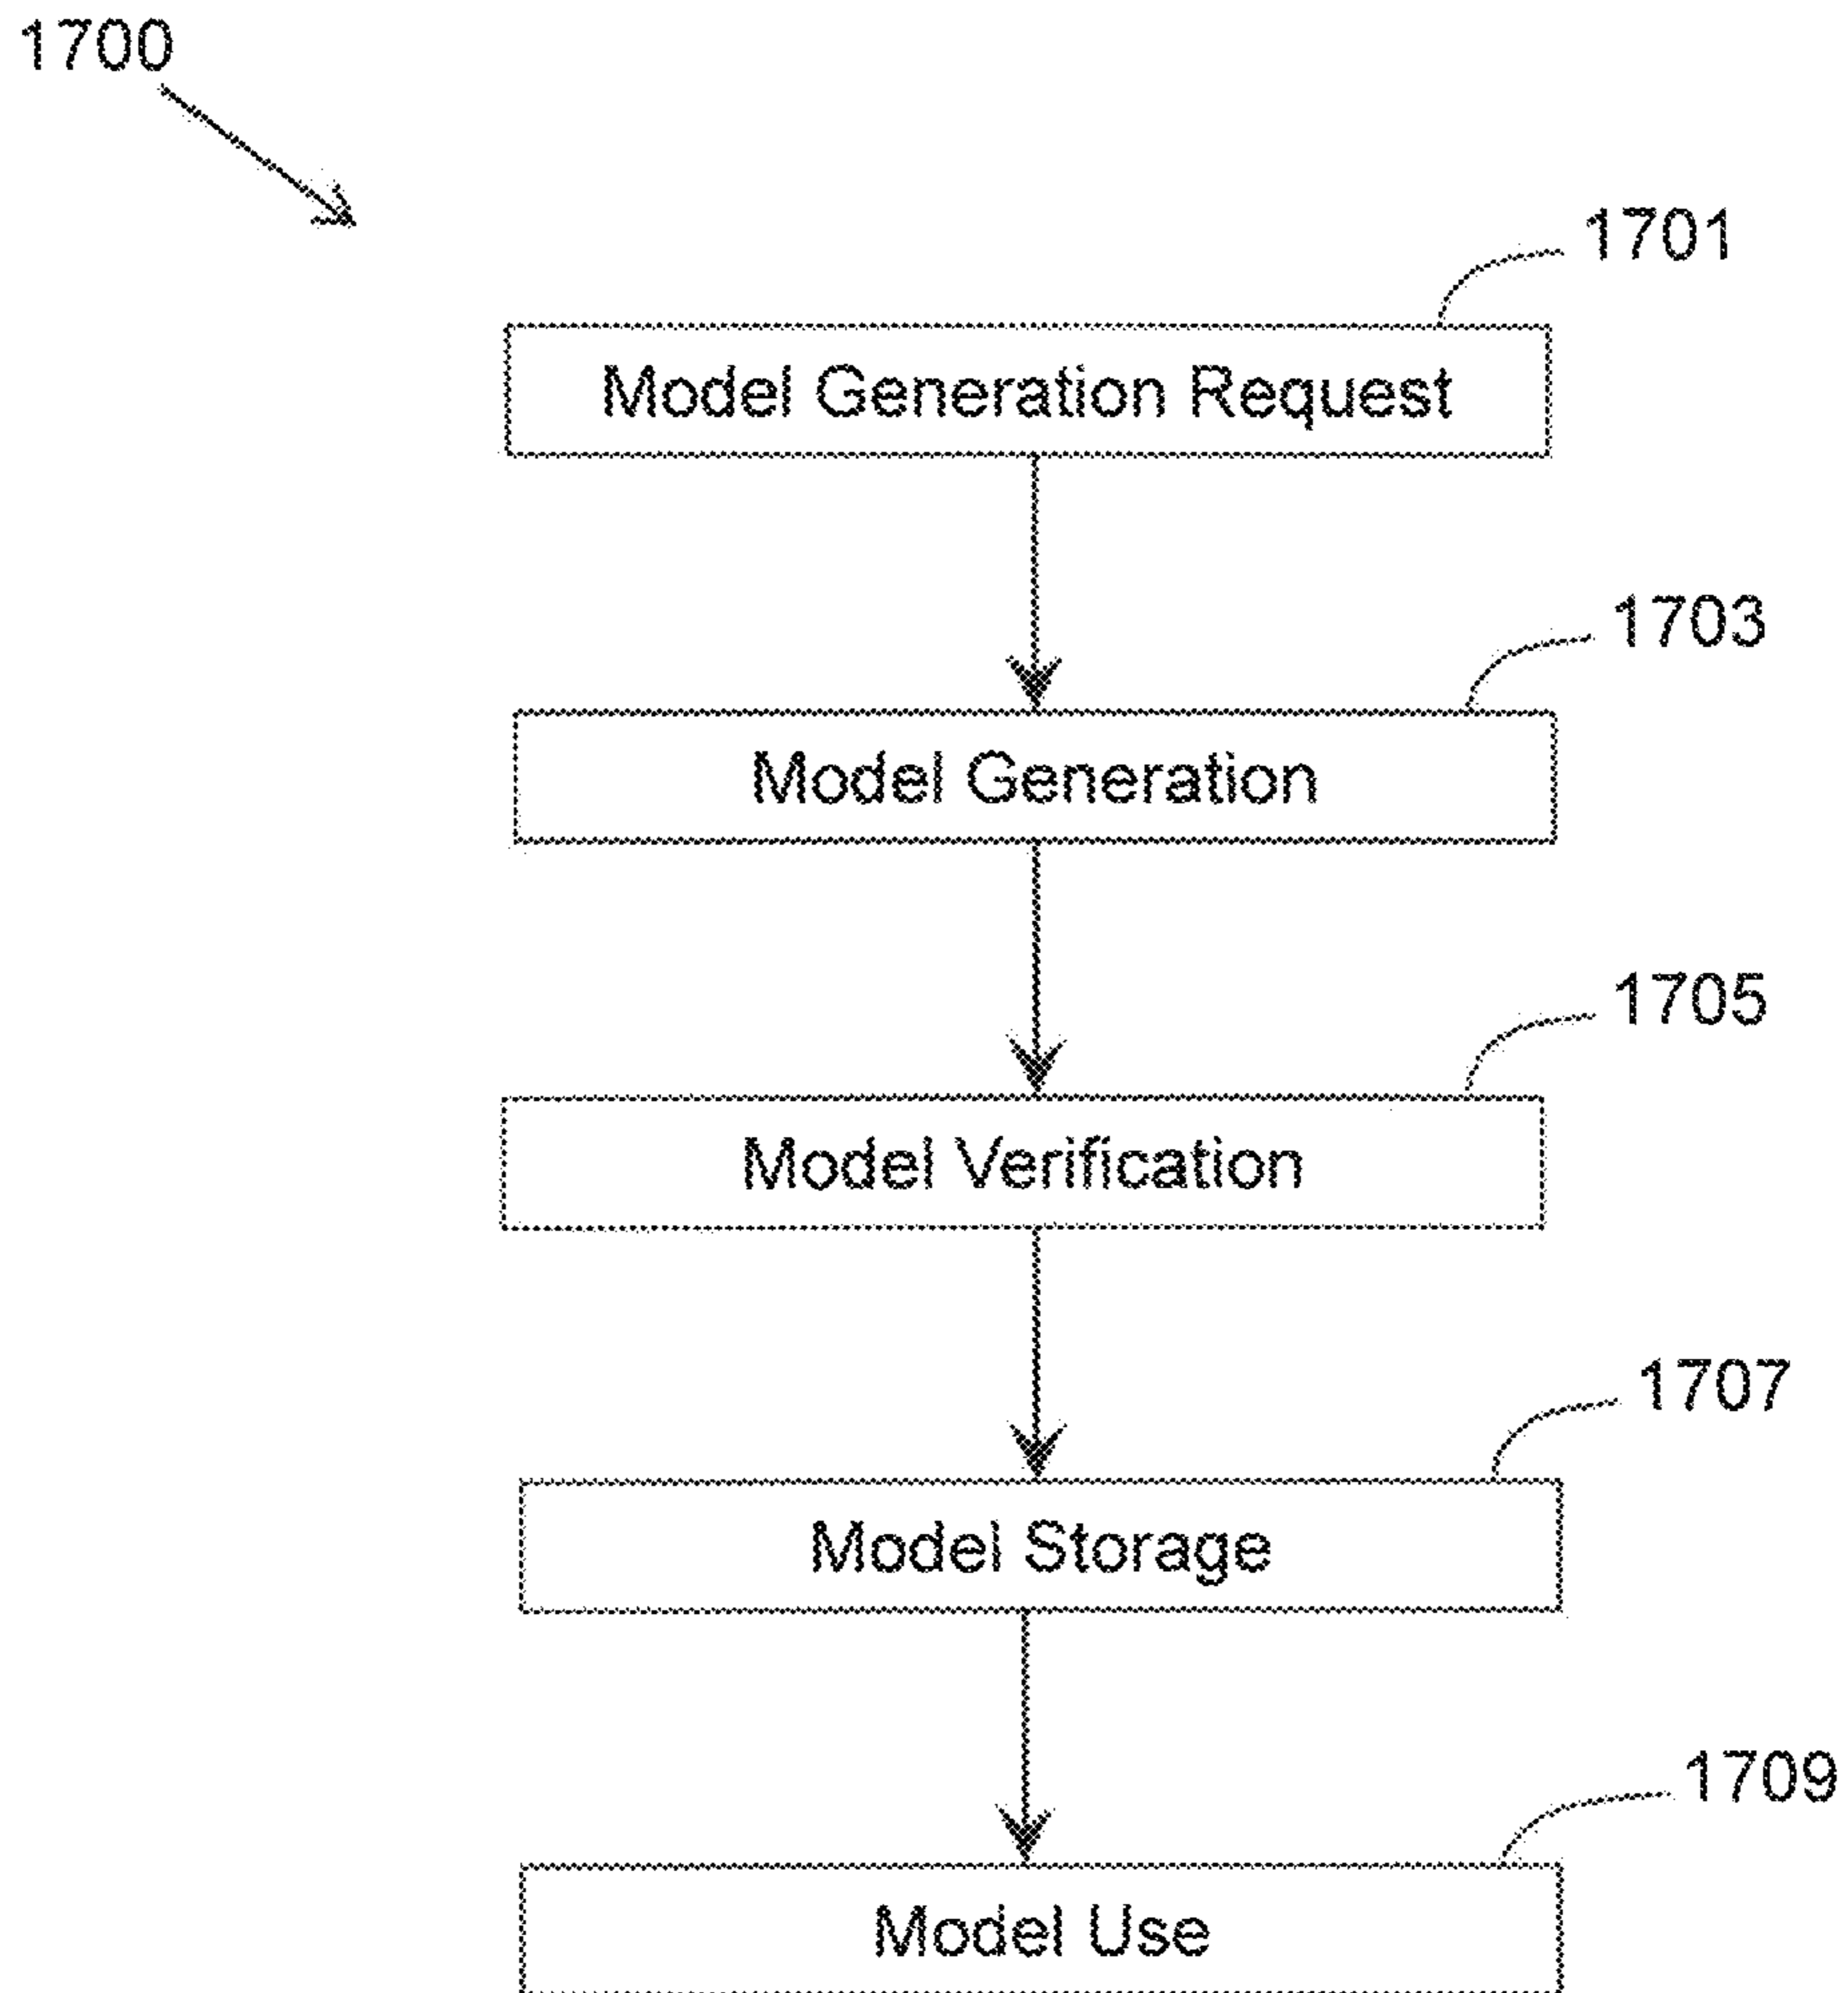 1700
1701
Model Generation Request
1703
Model Generation
1705
Model Verification
1707
Model Storage
1709
Model Use